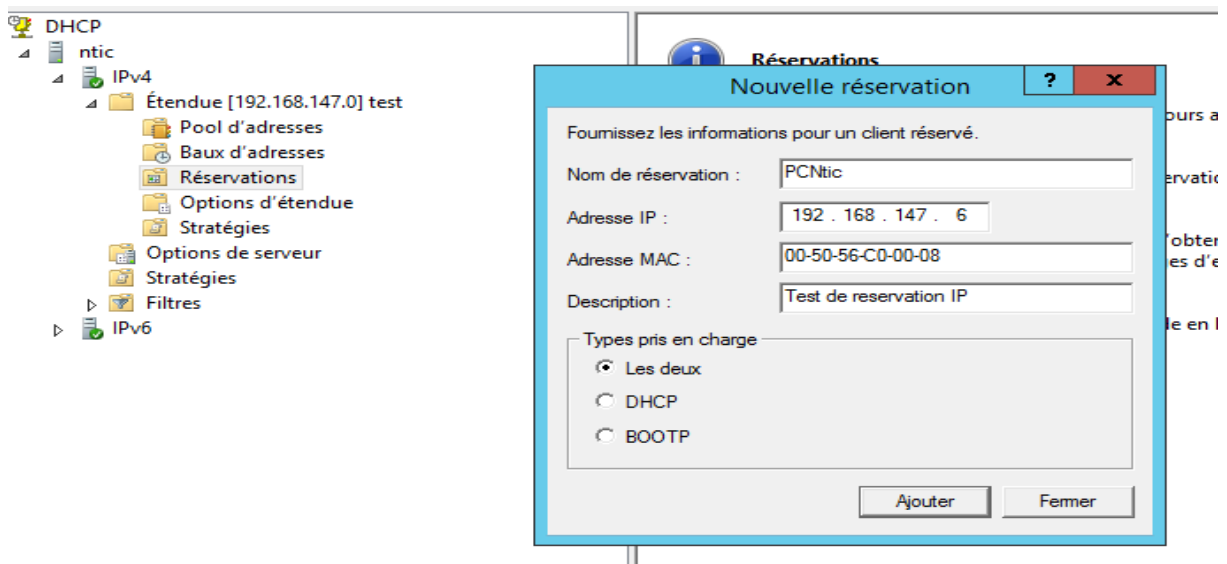 DHCP
ntic
IPv4
Étendue [192.168.147.0] test
Pool d'adresses
Baux d'adresses
Réservations
Options d'étendue
Stratégies
Options de serveur
Stratégies
Filtres
IPv6
Réservations
Nouvelle réservation
? x
Fournissez les informations pour un client réservé.
Nom de réservation : PCNtic
Adresse IP : 192 . 168 . 147 . 6
Adresse MAC : 00-50-56-C0-00-08
Description : Test de reservation IP
Types pris en charge
Les deux
DHCP
BOOTP
Ajouter Fermer